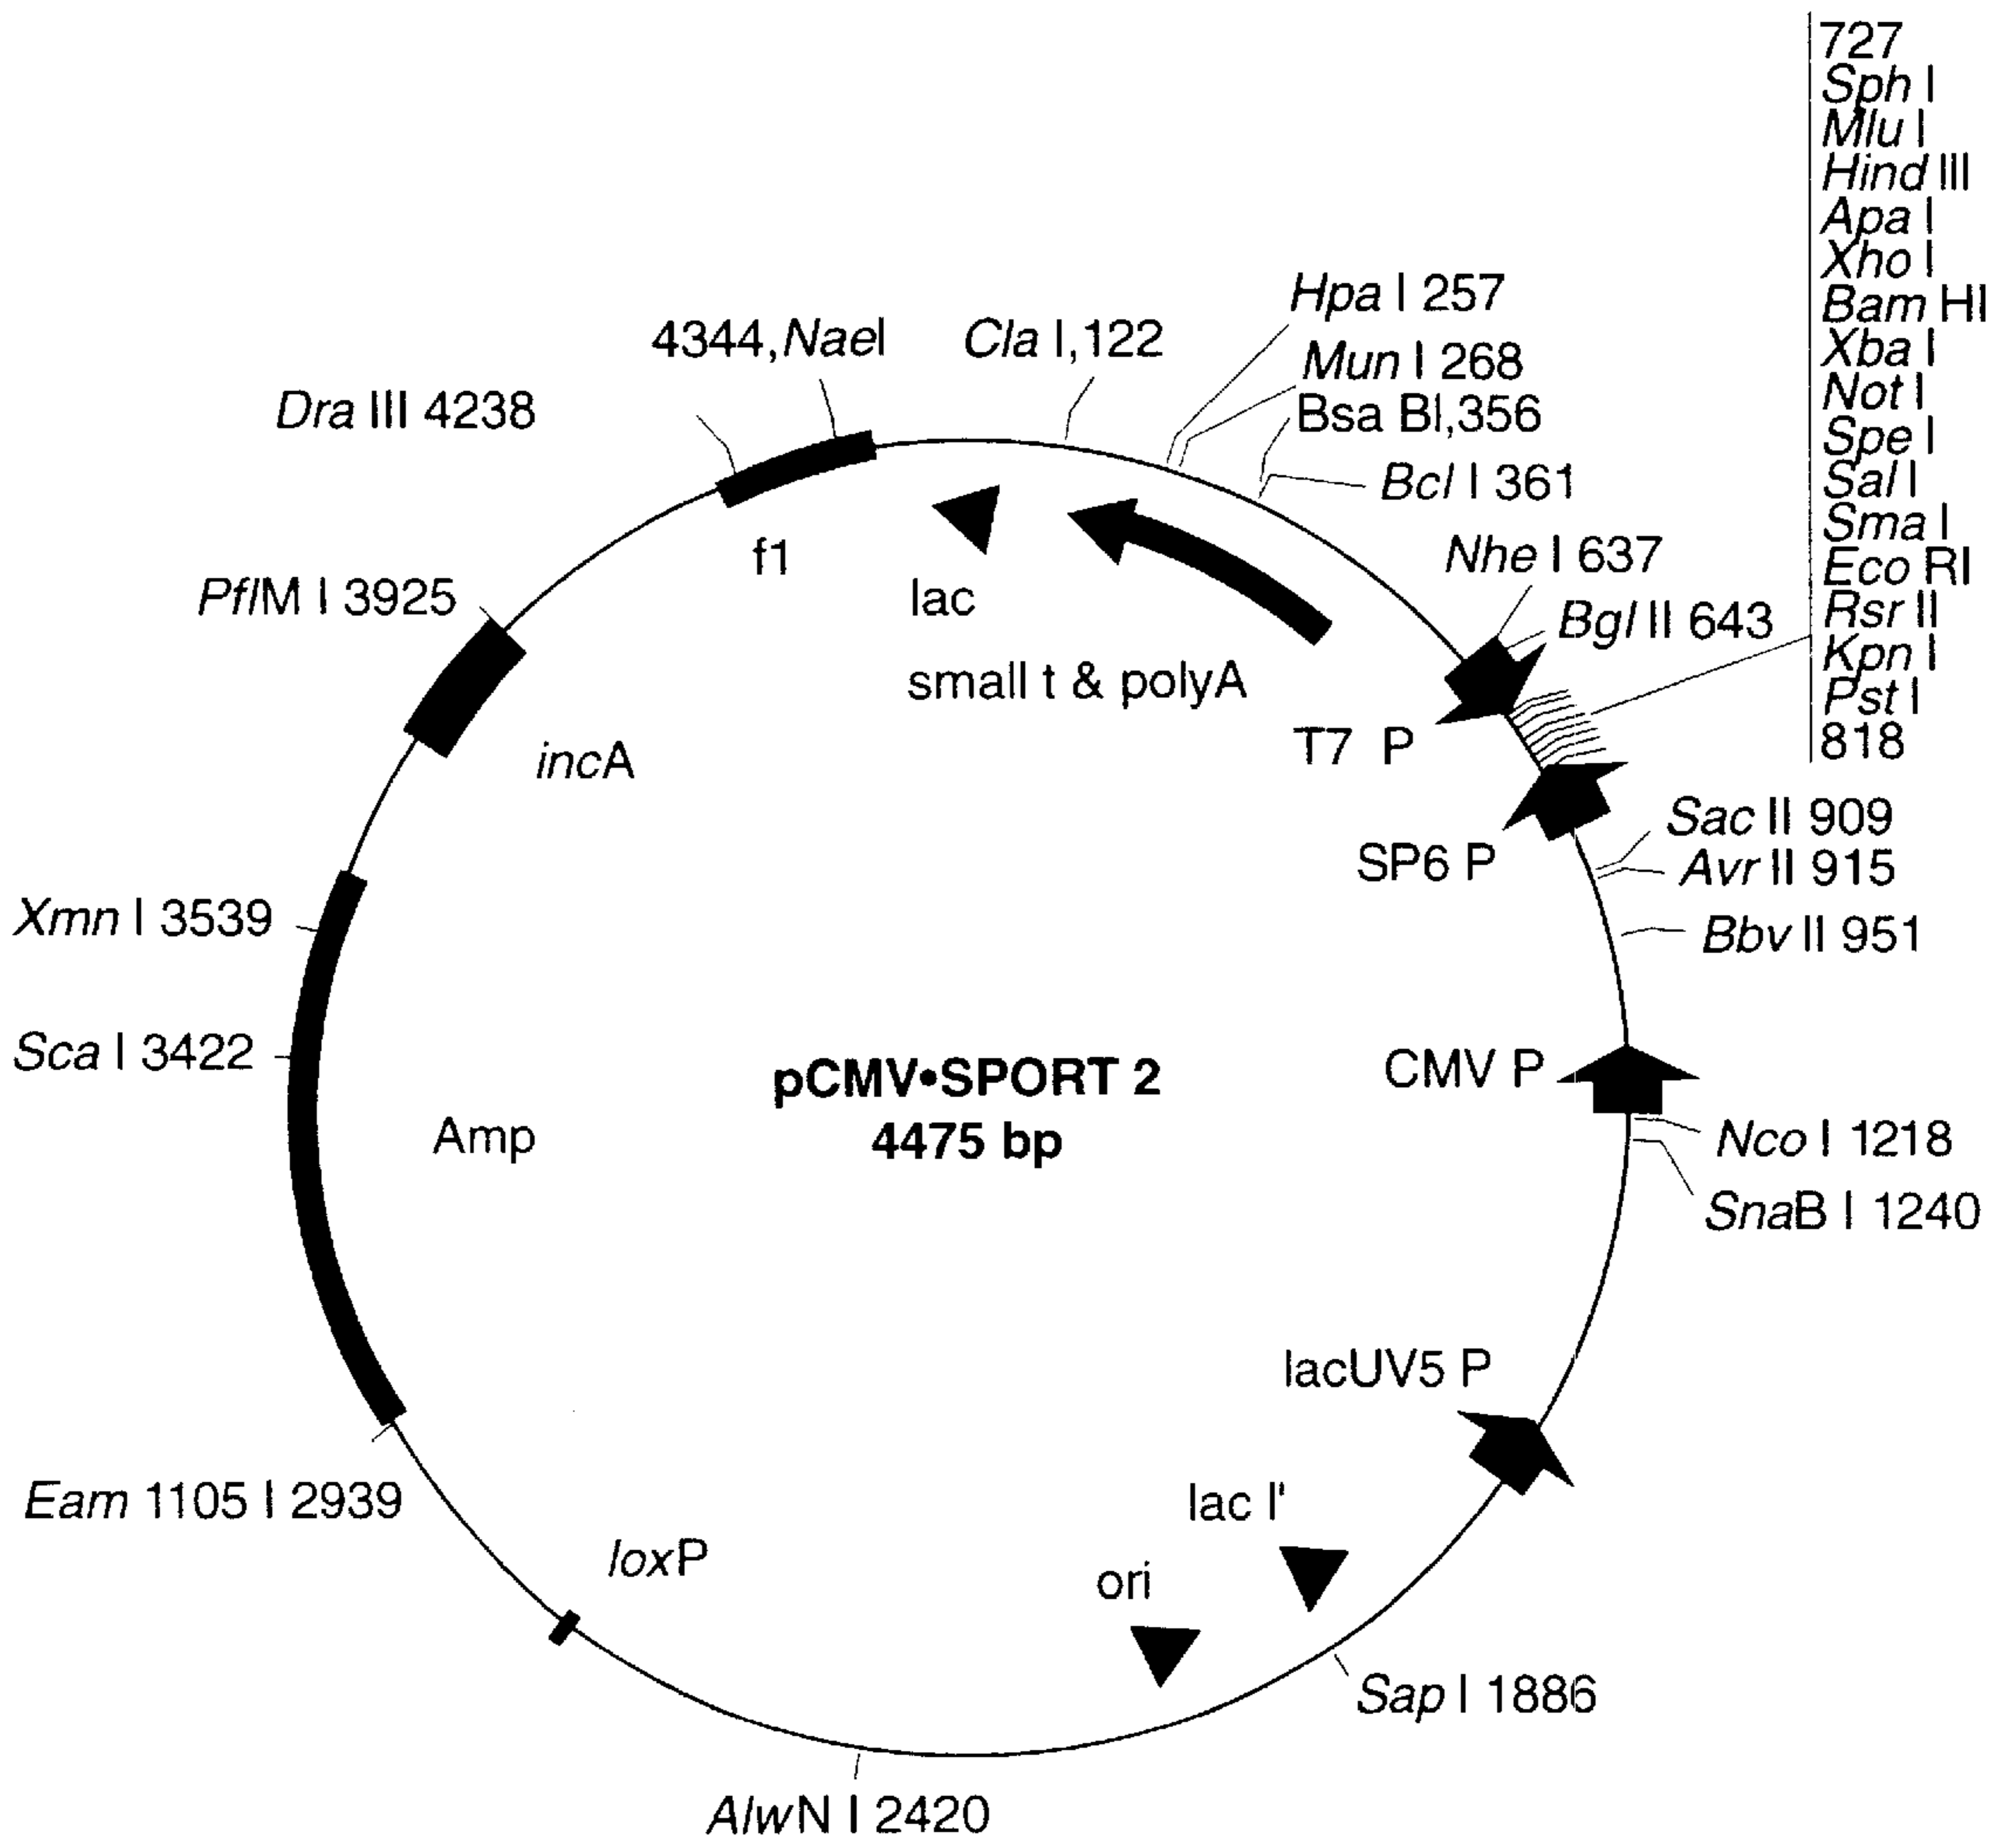 727
Sph I
Mlu I
Hind III
Apa I
Xho I
Bam HI
Xba I
Not I
Spe I
Sal I
Sma I
Eco RI
Rsr II
Kpn I
Pst I
818
Hpa I 257
4344,NaeI
Cla I,122
Mun I 268
Dra III 4238
Bsa BI,356
Bcl I 361
Nhe I 637
f1
lac
PflM I 3925
Bgl II 643
small t & polyA
T7 P
incA
Sac II 909
SP6 P
Avr II 915
Xmn I 3539
Bbv II 951
Sca I 3422
pCMV•SPORT 2
4475 bp
CMV P
Amp
Nco I 1218
SnaB I 1240
lacUV5 P
Eam 1105 I 2939
lac I'
loxP
ori
Sap I 1886
AlwN I 2420